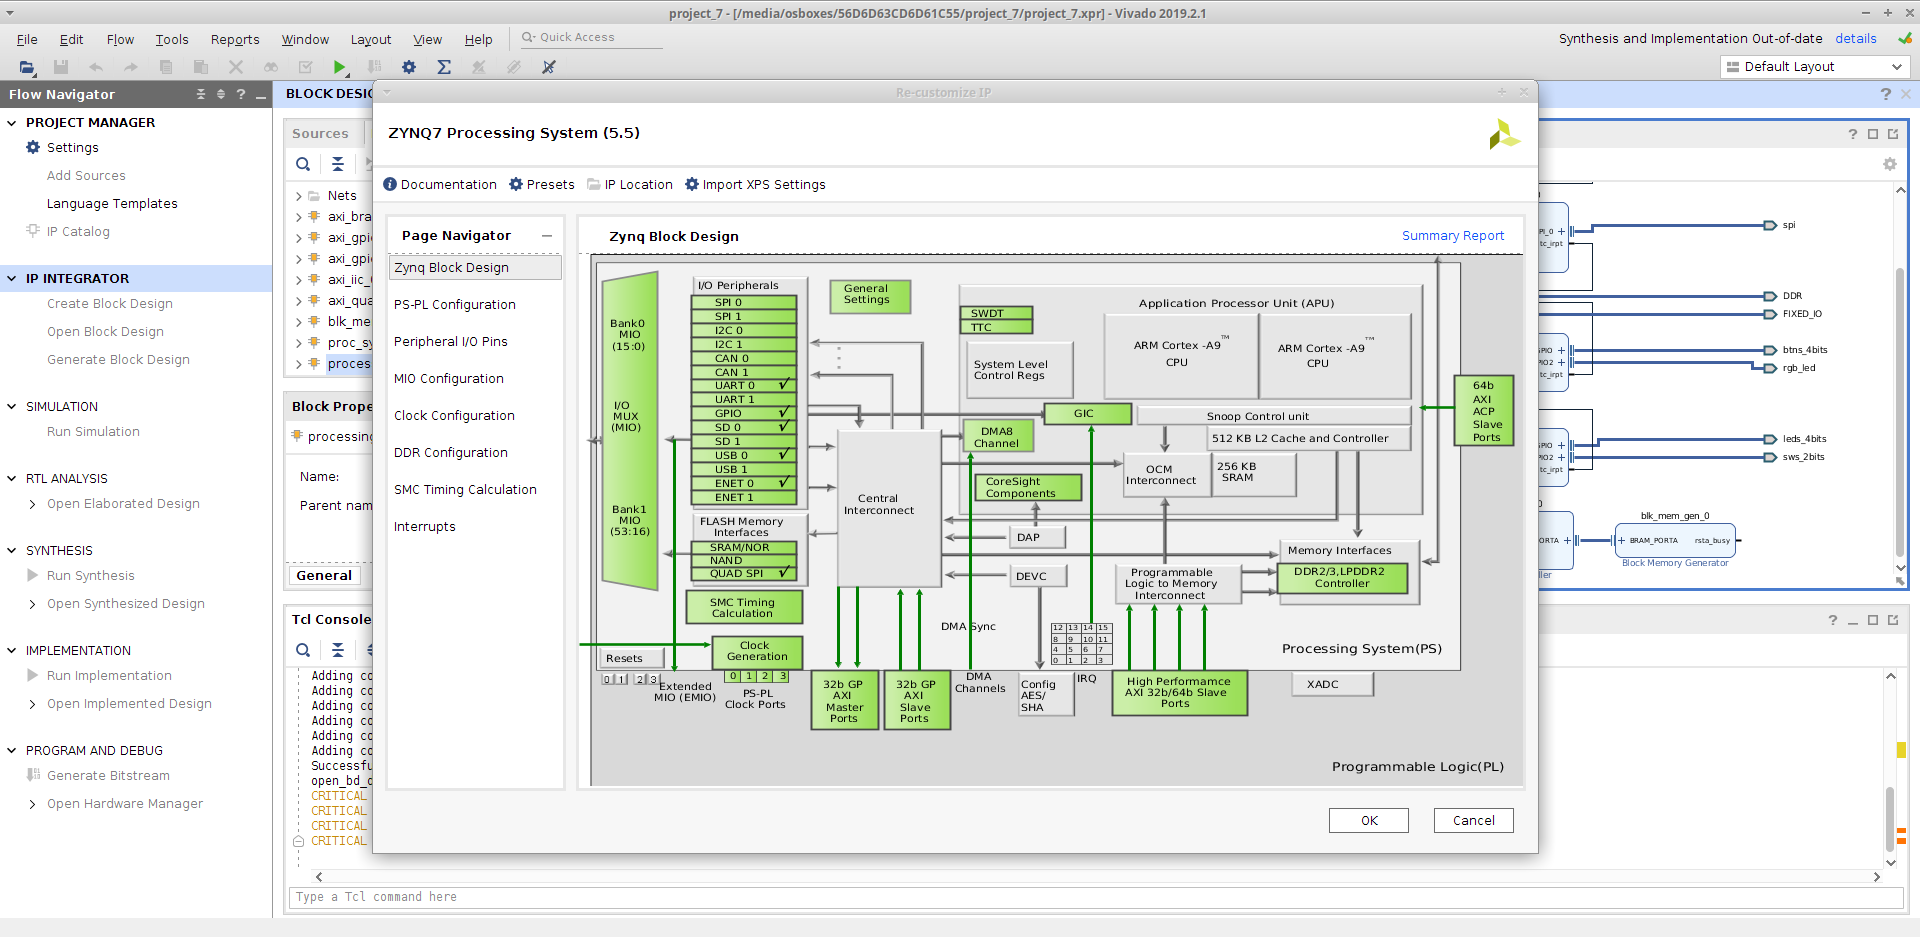 project_7 - [/media/osboxes/56D6D63CD6D61C55/project_7/project_7.xpr] - Vivado 2019.2.1
File Edit Flow Tools Reports Window Layout View Help Quick Access
Synthesis and Implementation Out-of-date details
Default Layout
Flow Navigator
PROJECT MANAGER
Settings
Add Sources
Language Templates
IP Catalog
IP INTEGRATOR
Create Block Design
Open Block Design
Generate Block Design
SIMULATION
Run Simulation
RTL ANALYSIS
Open Elaborated Design
SYNTHESIS
Run Synthesis
Open Synthesized Design
IMPLEMENTATION
Run Implementation
Open Implemented Design
PROGRAM AND DEBUG
Generate Bitstream
Open Hardware Manager
BLOCK DESIG
Sources
Nets
axi_bra
axi_gpi
axi_gpi
axi_iic_
axi_qua
blk_me
proc_sy
proces
Block Prope
processing
Name:
Parent nam
General
Tcl Console
Adding co
Adding co
Adding co
Adding co
Adding co
Adding co
Successfu
open_bd_d
CRITICAL
CRITICAL
CRITICAL
CRITICAL
Type a Tcl command here
Re-customize IP
ZYNQ7 Processing System (5.5)
Documentation Presets IP Location Import XPS Settings
Page Navigator
Zynq Block Design
PS-PL Configuration
Peripheral I/O Pins
MIO Configuration
Clock Configuration
DDR Configuration
SMC Timing Calculation
Interrupts
Zynq Block Design
Summary Report
Bank0
MIO
(15:0)
I/O
MUX
(MIO)
Bank1
MIO
(53:16)
I/O Peripherals
SPI 0
SPI 1
I2C 0
I2C 1
CAN 0
CAN 1
UART 0
UART 1
GPIO
SD 0
SD 1
USB 0
USB 1
ENET 0
ENET 1
FLASH Memory
Interfaces
SRAM/NOR
NAND
QUAD SPI
SMC Timing
Calculation
Clock
Generation
Resets
0 1 2 3
0 1 2 3
Extended
MIO (EMIO)
PS-PL
Clock Ports
General
Settings
Central
Interconnect
32b GP
AXI
Master
Ports
32b GP
AXI
Slave
Ports
SWDT
TTC
System Level
Control Regs
Application Processor Unit (APU)
ARM Cortex -A9™
CPU
ARM Cortex -A9™
CPU
GIC
Snoop Control unit
DMA8
Channel
512 KB L2 Cache and Controller
OCM
Interconnect
256 KB
SRAM
CoreSight
Components
DAP
DEVC
DMA Sync
DMA
Channels
Config
AES/
SHA
IRQ
12 13 14 15
8 9 10 11
4 5 6 7
0 1 2 3
Programmable
Logic to Memory
Interconnect
Memory Interfaces
DDR2/3,LPDDR2
Controller
High Performamce
AXI 32b/64b Slave
Ports
64b
AXI
ACP
Slave
Ports
Processing System(PS)
XADC
Programmable Logic(PL)
OK Cancel
PI_0
tc_irpt
spi
DDR
FIXED_IO
PIO
PIO2
tc_irpt
btns_4bits
rgb_led
PIO
PIO2
tc_irpt
leds_4bits
sws_2bits
0
ORTA
ller
blk_mem_gen_0
BRAM_PORTA rsta_busy
Block Memory Generator